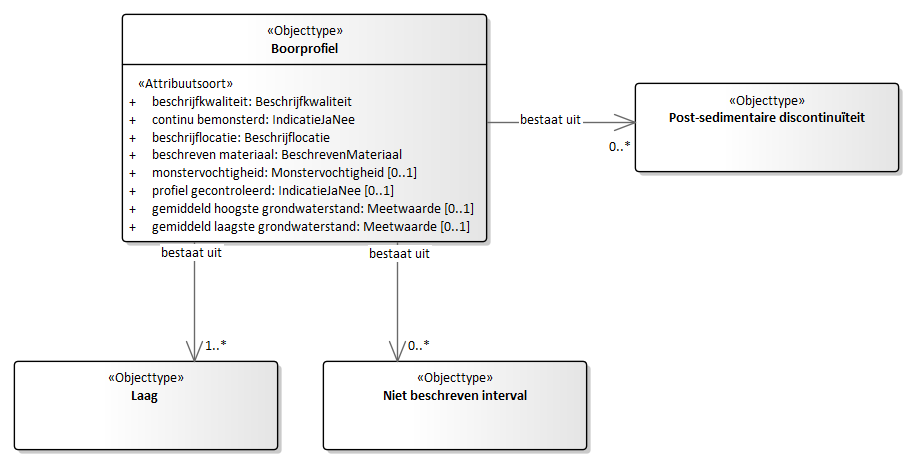 «Objecttype»
Boorprofiel
«Attribuutsoort»
+ beschrijfkwaliteit: Beschrijfkwaliteit
+ continu bemonsterd: IndicatieJaNee
+ beschrijflocatie: Beschrijflocatie
+ beschreven materiaal: BeschrevenMateriaal
+ monstervochtigheid: Monstervochtigheid [0..1]
+ profiel gecontroleerd: IndicatieJaNee [0..1]
+ gemiddeld hoogste grondwaterstand: Meetwaarde [0..1]
+ gemiddeld laagste grondwaterstand: Meetwaarde [0..1]
bestaat uit
0..*
«Objecttype»
Post-sedimentaire discontinuïteit
bestaat uit
1..*
bestaat uit
0..*
«Objecttype»
Laag
«Objecttype»
Niet beschreven interval